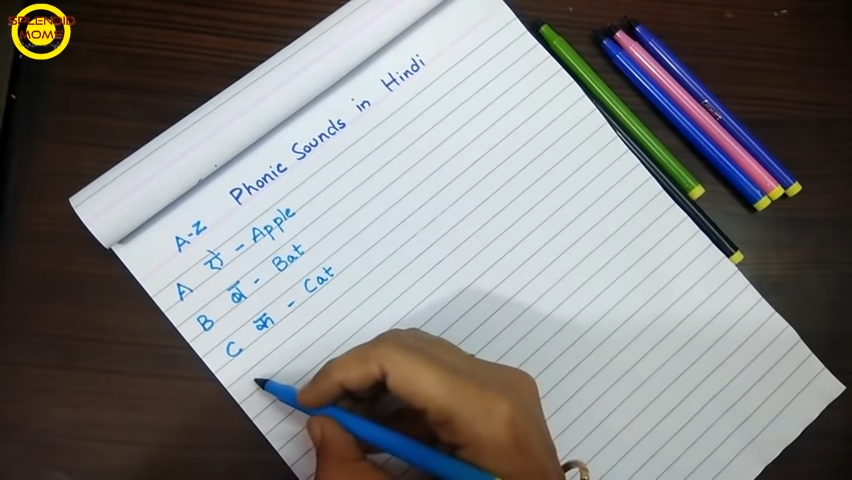 SPLENDID
MOMS
A-Z Phonic Sounds in Hindi
A ऐ - Apple
B ब - Bat
C क - Cat